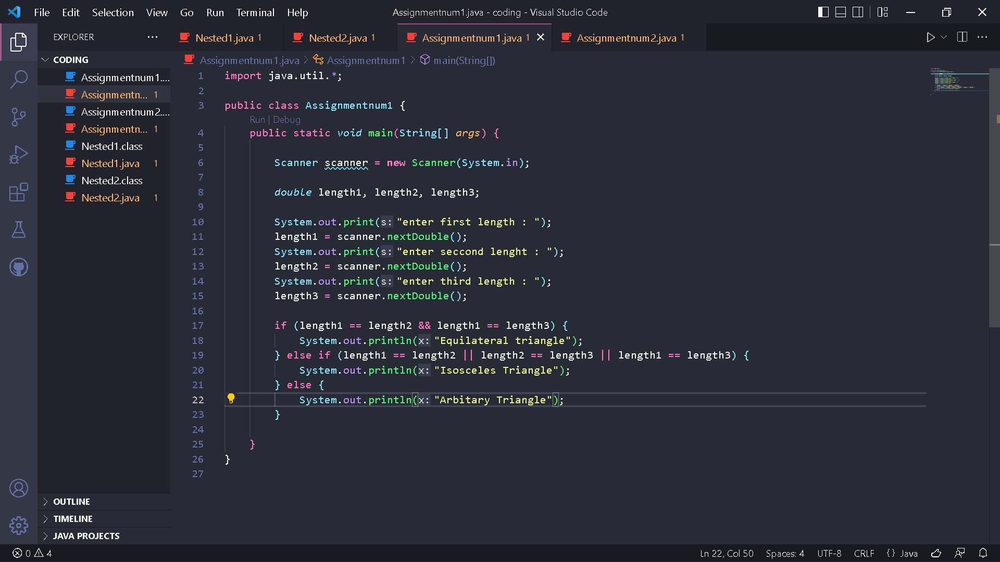 File Edit Selection View Go Run Terminal Help
Assignmentnum1.java - coding - Visual Studio Code
EXPLORER
Nested1.java 1
Nested2.java 1
Assignmentnum1.java 1
Assignmentnum2.java 1
CODING
Assignmentnum1....
Assignmentn... 1
Assignmentnum2....
Assignmentn... 1
Nested1.class
Nested1.java 1
Nested2.class
Nested2.java 1
OUTLINE
TIMELINE
JAVA PROJECTS
Assignmentnum1.java > Assignmentnum1 > main(String[])
1 import java.util.*;
2
3 public class Assignmentnum1 {
Run | Debug
4 public static void main(String[] args) {
5
6 Scanner scanner = new Scanner(System.in);
7
8 double length1, length2, length3;
9
10 System.out.print(s: "enter first length : ");
11 length1 = scanner.nextDouble();
12 System.out.print(s: "enter seccond lenght : ");
13 length2 = scanner.nextDouble();
14 System.out.print(s: "enter third length : ");
15 length3 = scanner.nextDouble();
16
17 if (length1 == length2 && length1 == length3) {
18 System.out.println(x: "Equilateral triangle");
19 } else if (length1 == length2 || length2 == length3 || length1 == length3) {
20 System.out.println(x: "Isosceles Triangle");
21 } else {
22 System.out.println(x: "Arbitary Triangle");
23 }
24
25 }
26 }
27
0 4
Ln 22, Col 50 Spaces: 4 UTF-8 CRLF {} Java